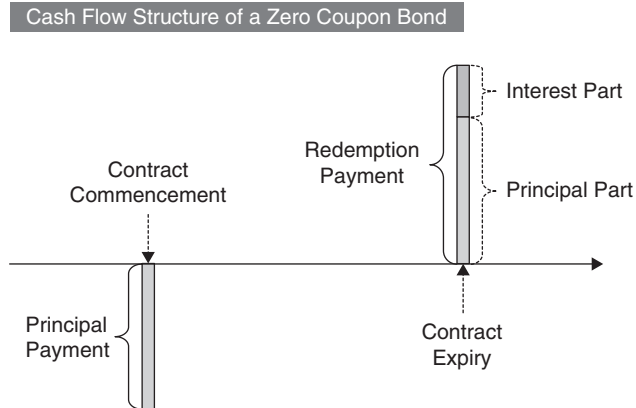 Cash Flow Structure of a Zero Coupon Bond
Interest Part
Redemption
Payment
Contract
Commencement
Principal Part
Principal
Payment
Contract
Expiry